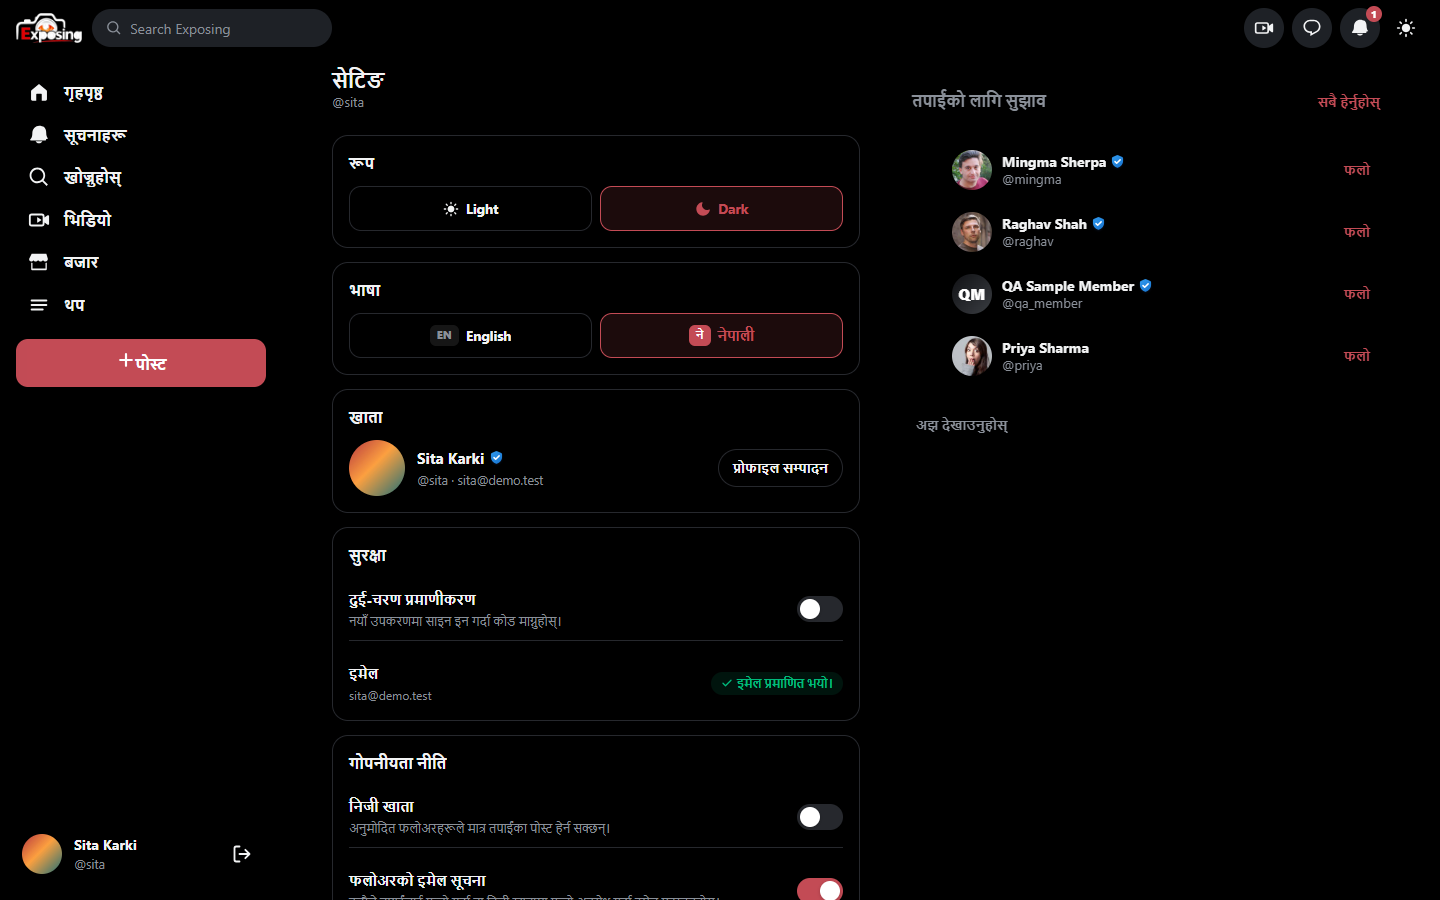 Exposing
Search Exposing
1
गृहपृष्ठ
सूचनाहरू
खोज्नुहोस्
भिडियो
बजार
थप
+ पोस्ट
Sita Karki
@sita
सेटिङ
@sita
रूप
Light
Dark
भाषा
EN English
ने नेपाली
खाता
Sita Karki
@sita · sita@demo.test
प्रोफाइल सम्पादन
सुरक्षा
दुई-चरण प्रमाणीकरण
नयाँ उपकरणमा साइन इन गर्दा कोड माग्नुहोस्।
इमेल
sita@demo.test
इमेल प्रमाणित भयो।
गोपनीयता नीति
निजी खाता
अनुमोदित फलोअरहरूले मात्र तपाईंका पोस्ट हेर्न सक्छन्।
फलोअरको इमेल सूचना
तपाईंको लागि सुझाव
सबै हेर्नुहोस्
Mingma Sherpa
@mingma
फलो
Raghav Shah
@raghav
फलो
QM
QA Sample Member
@qa_member
फलो
Priya Sharma
@priya
फलो
अझ देखाउनुहोस्